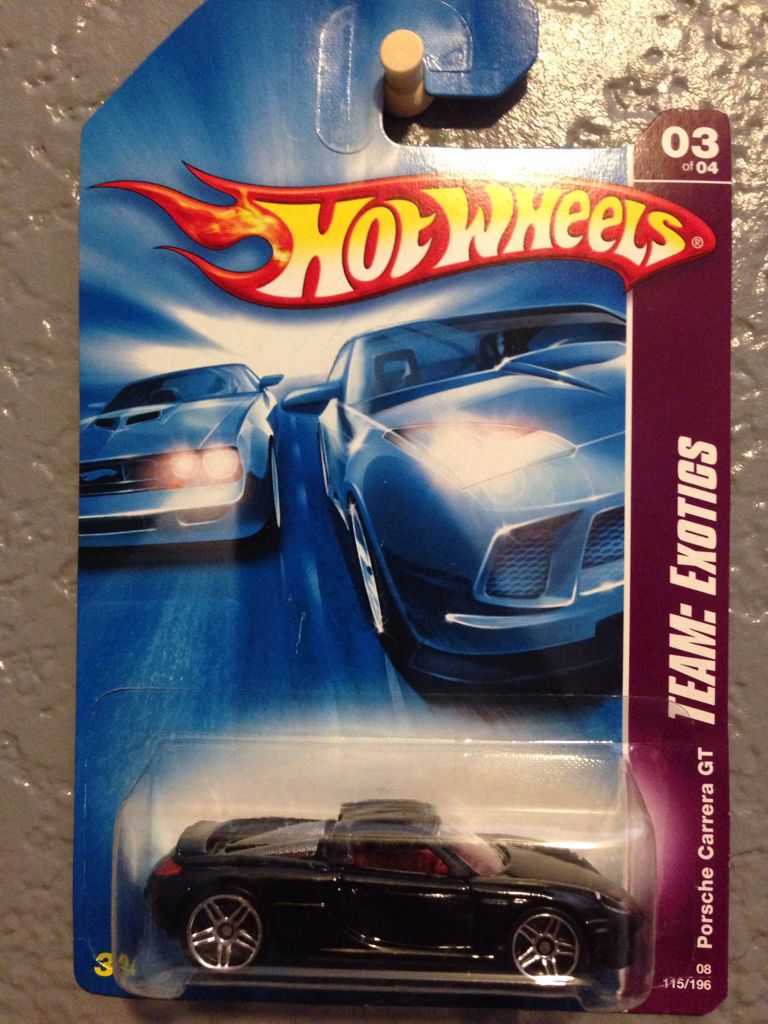 03
of 04
HOT WHEELS®
TEAM: EXOTICS
Porsche Carrera GT
08
115/196